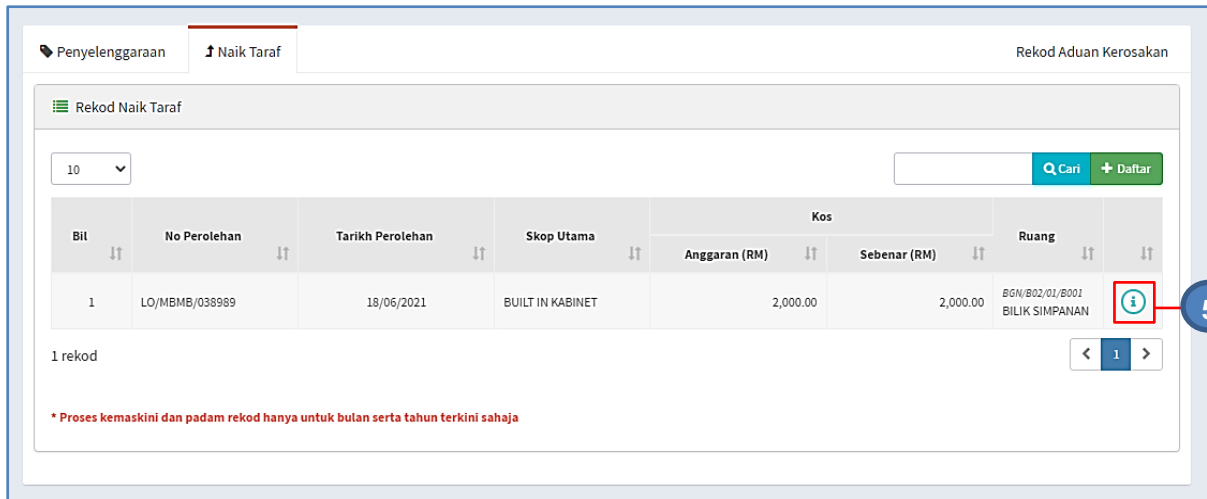 Penyelenggaraan Naik Taraf Rekod Aduan Kerosakan
Rekod Naik Taraf
10 Cari + Daftar
Kos
Bil No Perolehan Tarikh Perolehan Skop Utama Ruang
Anggaran (RM) Sebenar (RM)
1 LO/MBMB/038989 18/06/2021 BUILT IN KABINET 2,000.00 2,000.00 BGN/B02/01/B001
BILIK SIMPANAN
5
1 rekod 1
* Proses kemaskini dan padam rekod hanya untuk bulan serta tahun terkini sahaja